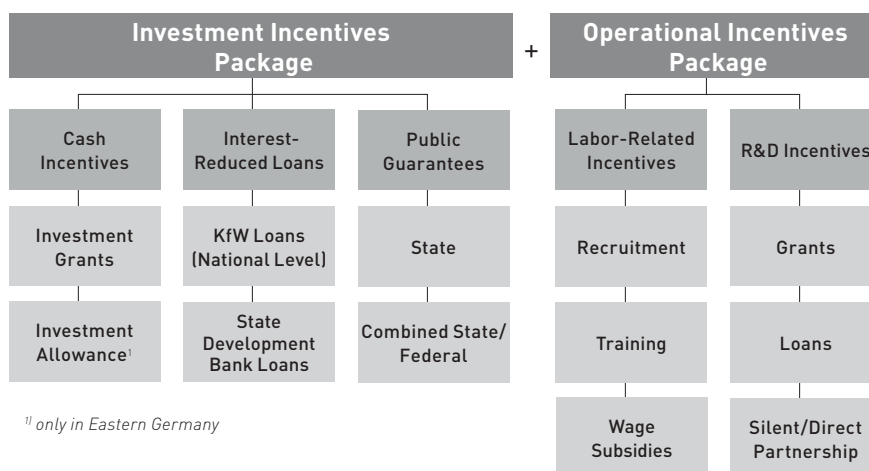 Investment Incentives
Package
+
Operational Incentives
Package
Cash
Incentives
Interest-
Reduced Loans
Public
Guarantees
Labor-Related
Incentives
R&D Incentives
Investment
Grants
KfW Loans
(National Level)
State
Recruitment
Grants
Investment
Allowance¹
State
Development
Bank Loans
Combined State/
Federal
Training
Loans
Wage
Subsidies
Silent/Direct
Partnership
¹⁾ only in Eastern Germany